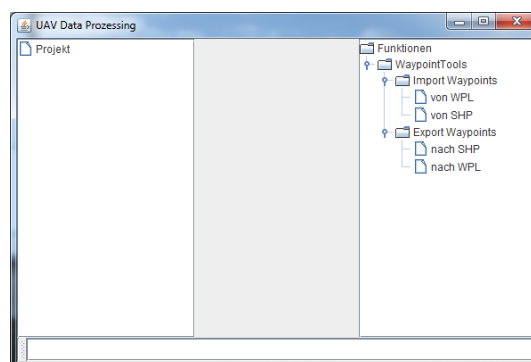 UAV Data Prozessing
Projekt
Funktionen
WaypointTools
Import Waypoints
von WPL
von SHP
Export Waypoints
nach SHP
nach WPL